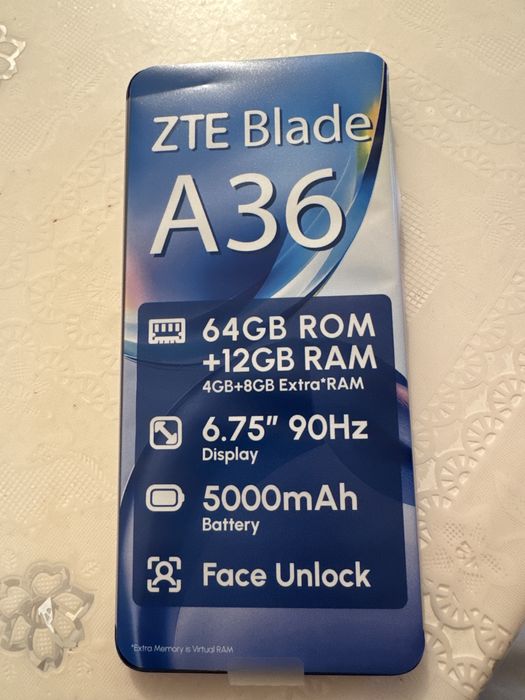 ZTE Blade
A36
64GB ROM
+12GB RAM
4GB+8GB Extra*RAM
6.75" 90Hz
Display
5000mAh
Battery
Face Unlock
*Extra Memory is Virtual RAM